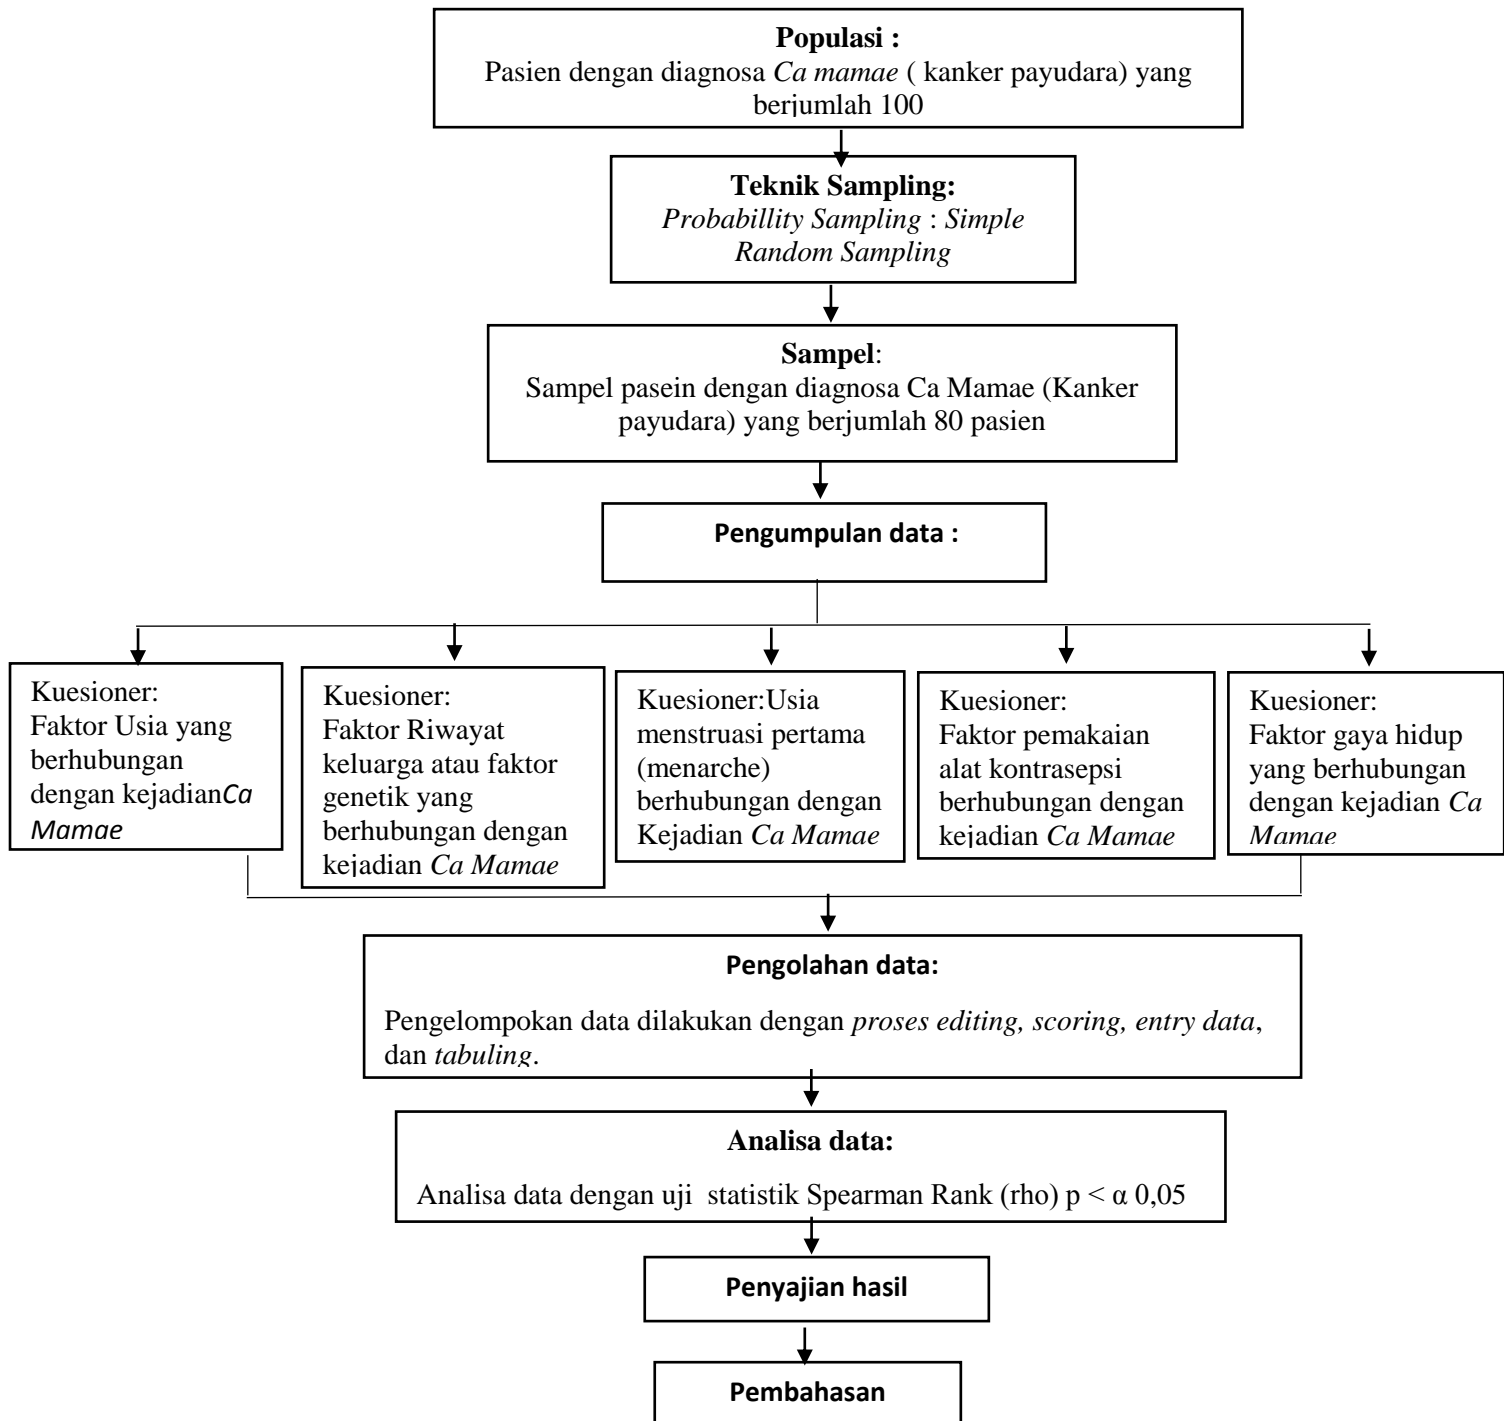 Populasi :
Pasien dengan diagnosa Ca mamae ( kanker payudara) yang
berjumlah 100
Teknik Sampling:
Probabillity Sampling : Simple
Random Sampling
Sampel:
Sampel pasein dengan diagnosa Ca Mamae (Kanker
payudara) yang berjumlah 80 pasien
Pengumpulan data :
Kuesioner:
Faktor Usia yang
berhubungan
dengan kejadianCa
Mamae
Kuesioner:
Faktor Riwayat
keluarga atau faktor
genetik yang
berhubungan dengan
kejadian Ca Mamae
Kuesioner:Usia
menstruasi pertama
(menarche)
berhubungan dengan
Kejadian Ca Mamae
Kuesioner:
Faktor pemakaian
alat kontrasepsi
berhubungan dengan
kejadian Ca Mamae
Kuesioner:
Faktor gaya hidup
yang berhubungan
dengan kejadian Ca
Mamae
Pengolahan data:
Pengelompokan data dilakukan dengan proses editing, scoring, entry data,
dan tabuling.
Analisa data:
Analisa data dengan uji  statistik Spearman Rank (rho) p < α 0,05
Penyajian hasil
Pembahasan